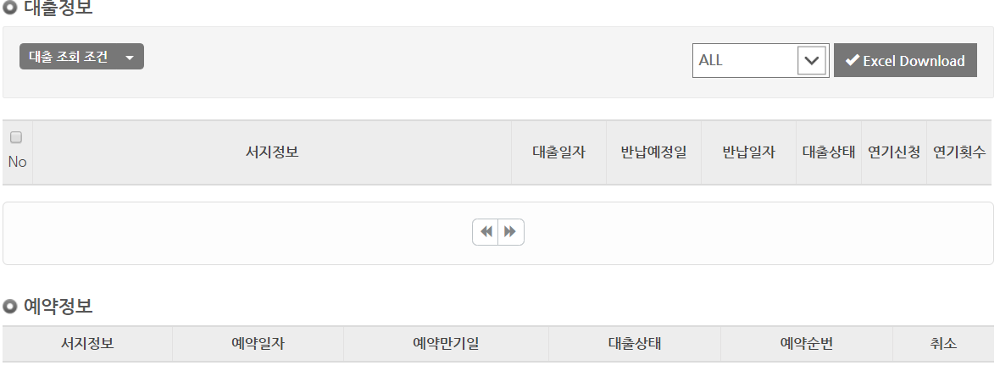 대출정보
대출 조회 조건
ALL
Excel Download
No
서지정보
대출일자
반납예정일
반납일자
대출상태
연기신청
연기횟수
예약정보
서지정보
예약일자
예약만기일
대출상태
예약순번
취소